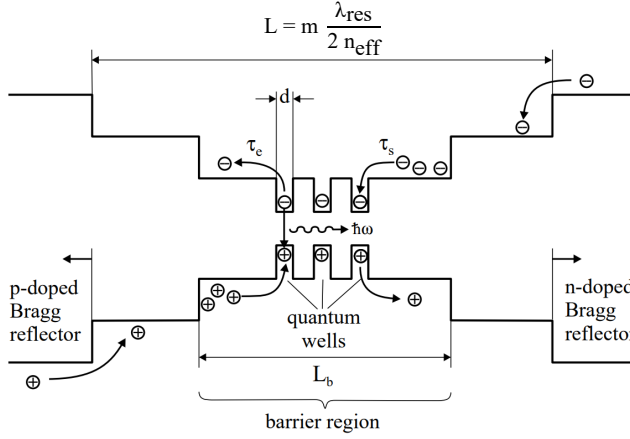 L = m λres / 2 neff
d
τe
τs
ħω
p-doped
Bragg
reflector
n-doped
Bragg
reflector
quantum
wells
Lb
barrier region